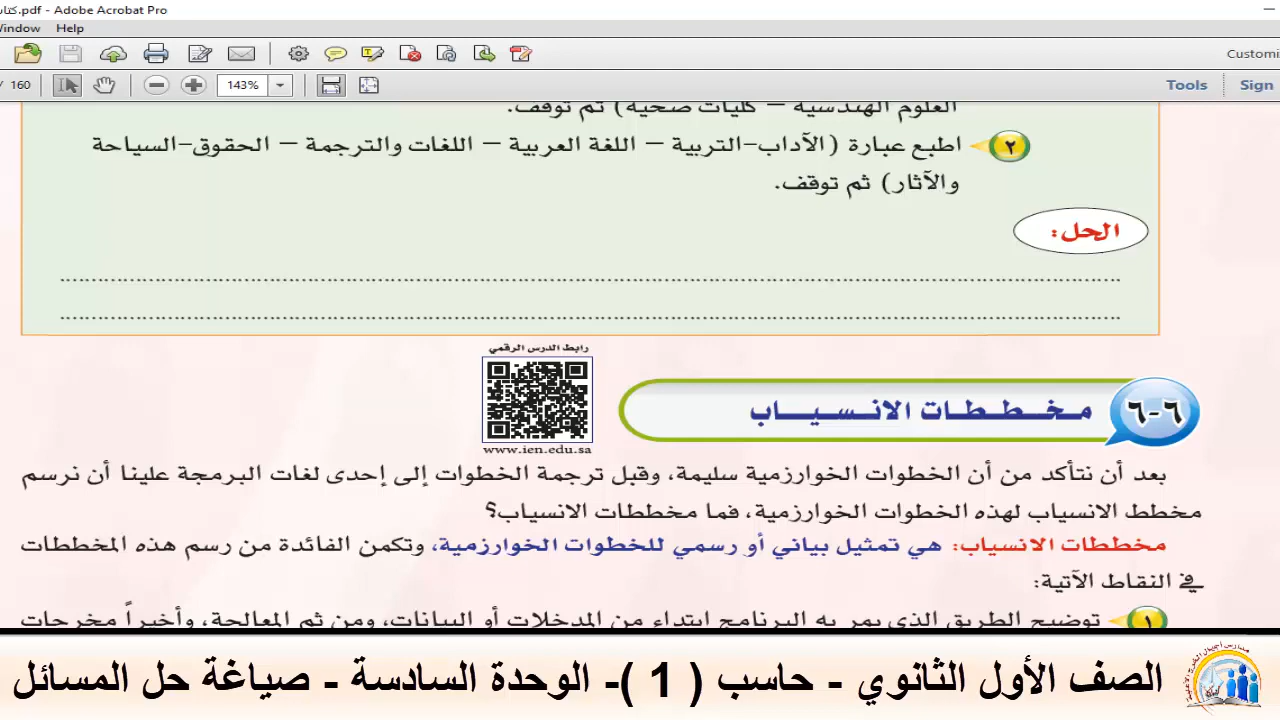 كتاب.pdf - Adobe Acrobat Pro
Window Help
Customi
/ 160 143% Tools Sign
العلوم الهندسية – كليات صحية) ثم توقف.
٢ اطبع عبارة (الآداب-التربية – اللغة العربية – اللغات والترجمة – الحقوق-السياحة
والآثار) ثم توقف.
الحل:
رابط الدرس الرقمي
www.ien.edu.sa
٦-٦ مخططات الانسياب
بعد أن نتأكد من أن الخطوات الخوارزمية سليمة، وقبل ترجمة الخطوات إلى إحدى لغات البرمجة علينا أن نرسم
مخطط الانسياب لهذه الخطوات الخوارزمية، فما مخططات الانسياب؟
مخططات الانسياب: هي تمثيل بياني أو رسمي للخطوات الخوارزمية، وتكمن الفائدة من رسم هذه المخططات
في النقاط الآتية:
١ توضيح الطريق الذي يمر به البرنامج ابتداء من المدخلات أو البيانات، ومن ثم المعالجة، وأخيراً مخرجات
الصف الأول الثانوي - حاسب ( 1 )- الوحدة السادسة - صياغة حل المسائل